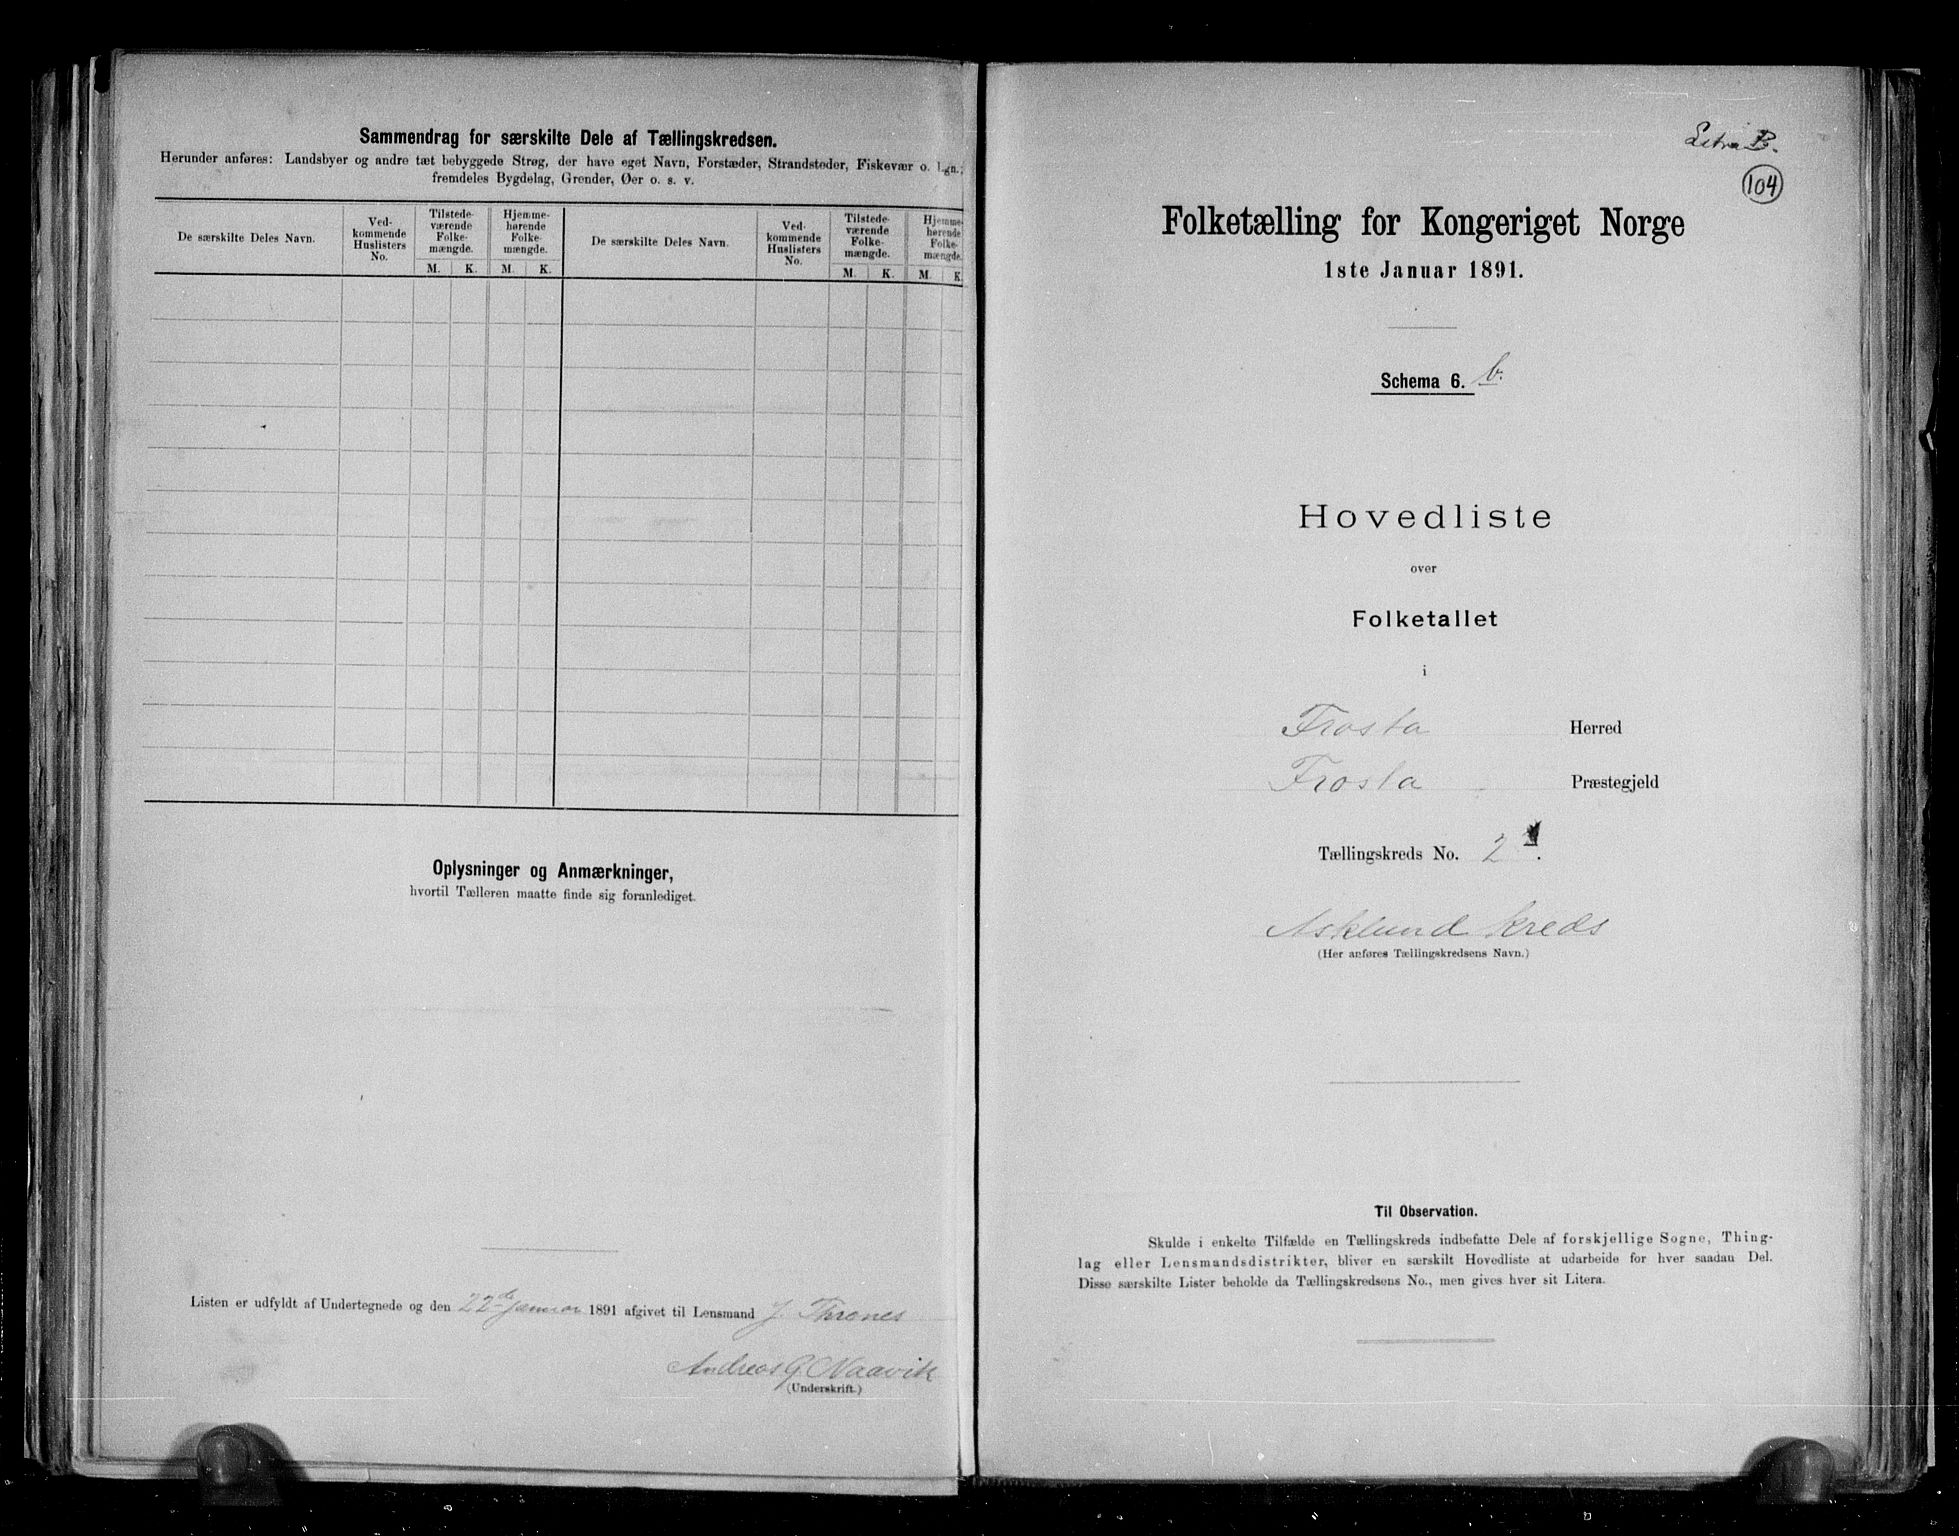 Sammendrag for særskilte Dele af Tællingskredsen.
Herunder anføres: Landsbyer og andre tæt bebyggede Strøg, der have eget Navn, Forstæder, Strandsteder, Fiskevær o. lgn.;
fremdeles Bygdelag, Grender, Øer o. s. v.
De særskilte Deles Navn.
Ved-
kommende
Huslisters
No.
Tilstede-
værende
Folke-
mængde.
M. K.
Hjemme-
hørende
Folke-
mængde.
M. K.
De særskilte Deles Navn.
Ved-
kommende
Huslisters
No.
Tilstede-
værende
Folke-
mængde.
M. K.
Hjemme-
hørende
Folke-
mængde.
M. K
Oplysninger og Anmærkninger,
hvortil Tælleren maatte finde sig foranlediget.
Listen er udfyldt af Undertegnede og den 22de januar 1891 afgivet til Lensmand J. Thrones
Andreas G. Naavik
(Underskrift.)
Litra B.
104
Folketælling for Kongeriget Norge
1ste Januar 1891.
Schema 6. b.
Hovedliste
over
Folketallet
i
Frosta Herred
Frosta Præstegjeld
Tællingskreds No. 2
Asklund kreds
(Her anføres Tællingskredsens Navn.)
Til Observation.
Skulde i enkelte Tilfælde en Tællingskreds indbefatte Dele af forskjellige Sogne, Thing-
lag eller Lensmandsdistrikter, bliver en særskilt Hovedliste at udarbeide for hver saadan Del.
Disse særskilte Lister beholde da Tællingskredsens No., men gives hver sit Litera.